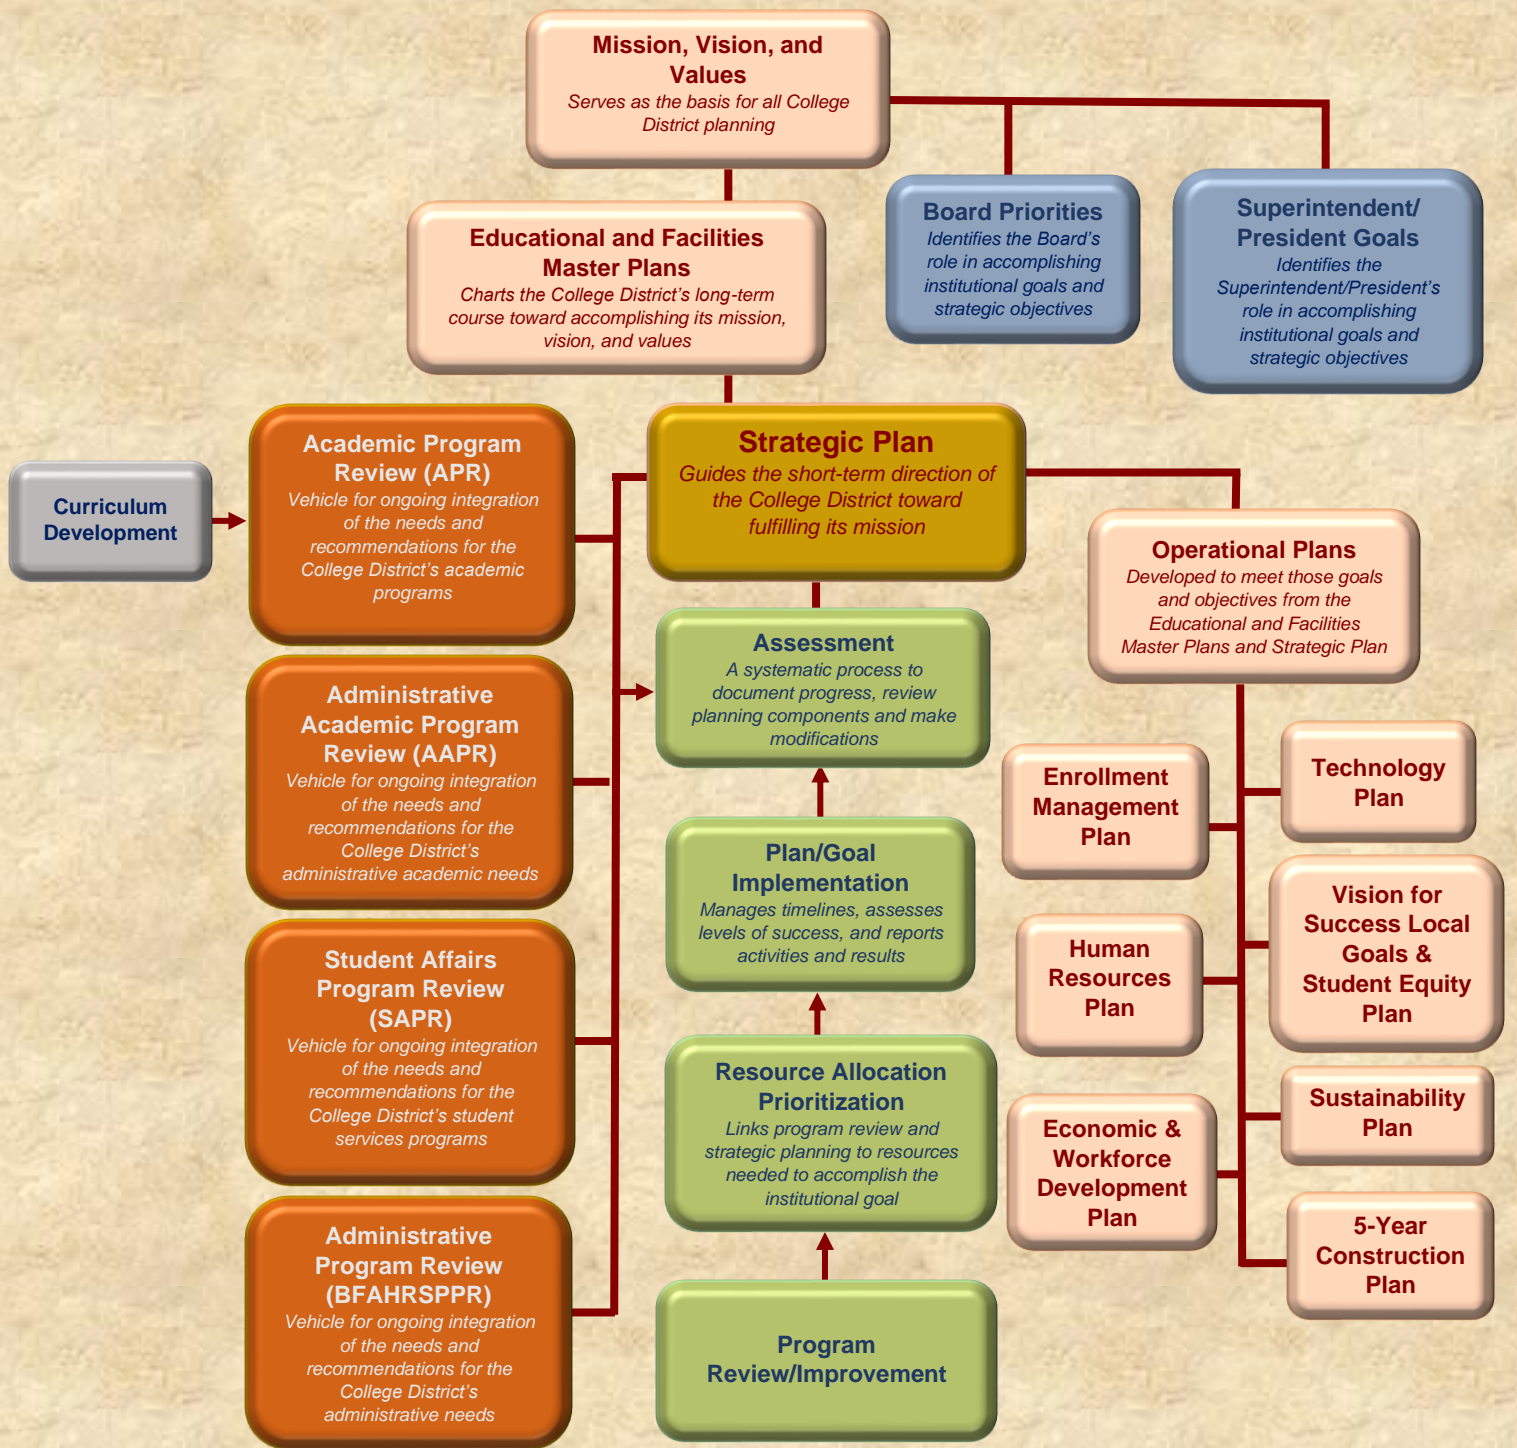 Mission, Vision, and
Values
Serves as the basis for all College
District planning
Board Priorities
Identifies the Board's
role in accomplishing
institutional goals and
strategic objectives
Superintendent/
President Goals
Identifies the
Superintendent/President's
role in accomplishing
institutional goals and
strategic objectives
Educational and Facilities
Master Plans
Charts the College District's long-term
course toward accomplishing its mission,
vision, and values
Strategic Plan
Guides the short-term direction of
the College District toward
fulfilling its mission
Curriculum
Development
Academic Program
Review (APR)
Vehicle for ongoing integration
of the needs and
recommendations for the
College District's academic
programs
Administrative
Academic Program
Review (AAPR)
Vehicle for ongoing integration
of the needs and
recommendations for the
College District's
administrative academic needs
Student Affairs
Program Review
(SAPR)
Vehicle for ongoing integration
of the needs and
recommendations for the
College District's student
services programs
Administrative
Program Review
(BFAHRSPPR)
Vehicle for ongoing integration
of the needs and
recommendations for the
College District's
administrative needs
Assessment
A systematic process to
document progress, review
planning components and make
modifications
Plan/Goal
Implementation
Manages timelines, assesses
levels of success, and reports
activities and results
Resource Allocation
Prioritization
Links program review and
strategic planning to resources
needed to accomplish the
institutional goal
Program
Review/Improvement
Operational Plans
Developed to meet those goals
and objectives from the
Educational and Facilities
Master Plans and Strategic Plan
Enrollment
Management
Plan
Technology
Plan
Human
Resources
Plan
Vision for
Success Local
Goals &
Student Equity
Plan
Economic &
Workforce
Development
Plan
Sustainability
Plan
5-Year
Construction
Plan